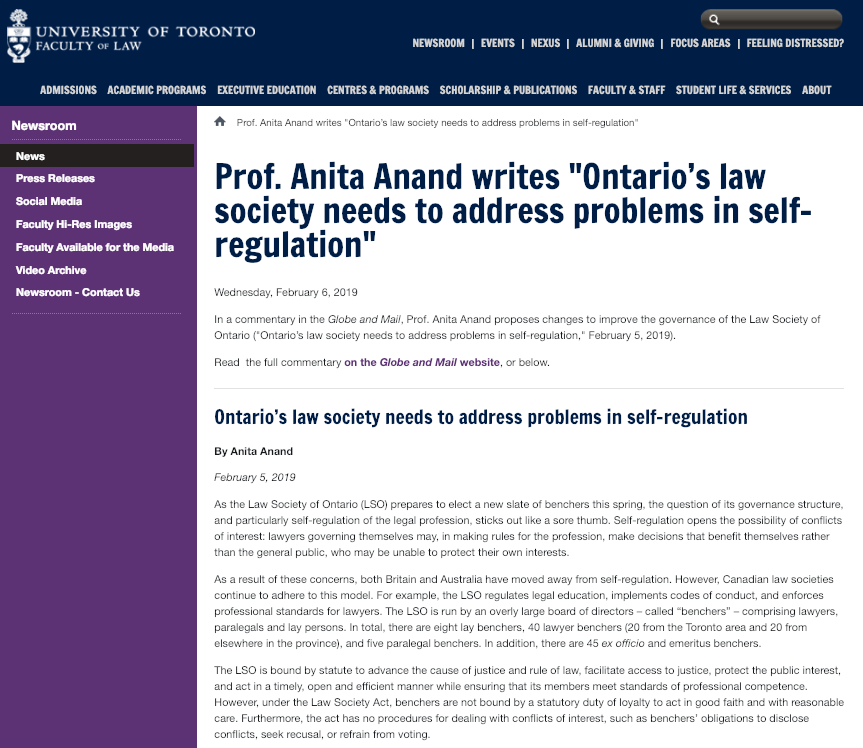 UNIVERSITY OF TORONTO
FACULTY OF LAW
NEWSROOM | EVENTS | NEXUS | ALUMNI & GIVING | FOCUS AREAS | FEELING DISTRESSED?
ADMISSIONS ACADEMIC PROGRAMS EXECUTIVE EDUCATION CENTRES & PROGRAMS SCHOLARSHIP & PUBLICATIONS FACULTY & STAFF STUDENT LIFE & SERVICES ABOUT
Newsroom
News
Press Releases
Social Media
Faculty Hi-Res Images
Faculty Available for the Media
Video Archive
Newsroom - Contact Us
Prof. Anita Anand writes "Ontario's law society needs to address problems in self-regulation"
Prof. Anita Anand writes "Ontario's law
society needs to address problems in self-
regulation"
Wednesday, February 6, 2019
In a commentary in the Globe and Mail, Prof. Anita Anand proposes changes to improve the governance of the Law Society of
Ontario ("Ontario's law society needs to address problems in self-regulation," February 5, 2019).
Read the full commentary on the Globe and Mail website, or below.
Ontario's law society needs to address problems in self-regulation
By Anita Anand
February 5, 2019
As the Law Society of Ontario (LSO) prepares to elect a new slate of benchers this spring, the question of its governance structure,
and particularly self-regulation of the legal profession, sticks out like a sore thumb. Self-regulation opens the possibility of conflicts
of interest: lawyers governing themselves may, in making rules for the profession, make decisions that benefit themselves rather
than the general public, who may be unable to protect their own interests.
As a result of these concerns, both Britain and Australia have moved away from self-regulation. However, Canadian law societies
continue to adhere to this model. For example, the LSO regulates legal education, implements codes of conduct, and enforces
professional standards for lawyers. The LSO is run by an overly large board of directors – called “benchers” – comprising lawyers,
paralegals and lay persons. In total, there are eight lay benchers, 40 lawyer benchers (20 from the Toronto area and 20 from
elsewhere in the province), and five paralegal benchers. In addition, there are 45 ex officio and emeritus benchers.
The LSO is bound by statute to advance the cause of justice and rule of law, facilitate access to justice, protect the public interest,
and act in a timely, open and efficient manner while ensuring that its members meet standards of professional competence.
However, under the Law Society Act, benchers are not bound by a statutory duty of loyalty to act in good faith and with reasonable
care. Furthermore, the act has no procedures for dealing with conflicts of interest, such as benchers' obligations to disclose
conflicts, seek recusal, or refrain from voting.